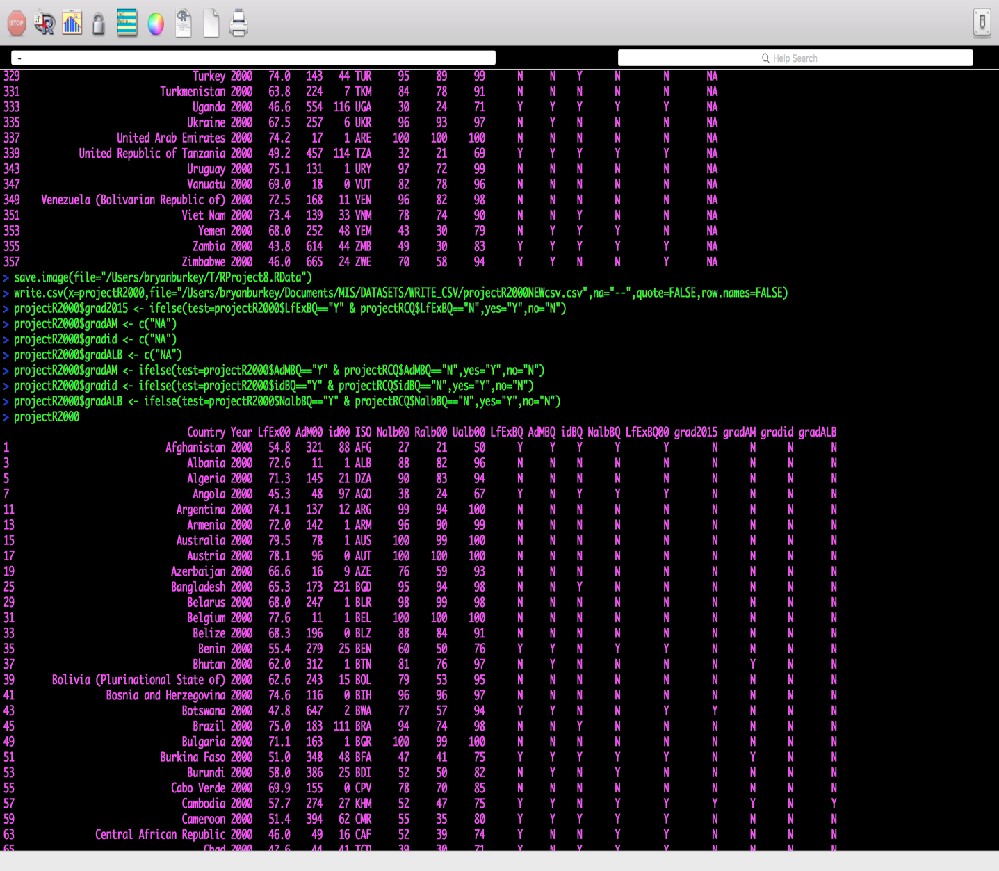 STOP
R
R
~
Help Search
329 Turkey 2000 74.0 143 44 TUR 95 89 99 N N Y N N NA
331 Turkmenistan 2000 63.8 224 7 TKM 84 78 91 N N N N N NA
333 Uganda 2000 46.6 554 116 UGA 30 24 71 Y Y Y Y Y NA
335 Ukraine 2000 67.5 257 6 UKR 96 93 97 N Y N N N NA
337 United Arab Emirates 2000 74.2 17 1 ARE 100 100 100 N N N N N NA
339 United Republic of Tanzania 2000 49.2 457 114 TZA 32 21 69 Y Y Y Y Y NA
343 Uruguay 2000 75.1 131 1 URY 97 72 99 N N N N N NA
347 Vanuatu 2000 69.0 18 0 VUT 82 78 96 N N N N N NA
349 Venezuela (Bolivarian Republic of) 2000 72.5 168 11 VEN 96 82 98 N N N N N NA
351 Viet Nam 2000 73.4 139 33 VNM 78 74 90 N N Y N N NA
353 Yemen 2000 68.0 252 48 YEM 43 30 79 N Y Y Y N NA
355 Zambia 2000 43.8 614 44 ZMB 49 30 83 Y Y Y Y Y NA
357 Zimbabwe 2000 46.0 665 24 ZWE 70 58 94 Y Y N N Y NA
> save.image(file="/Users/bryanburkey/T/RProject8.RData")
> write.csv(x=projectR2000,file="/Users/bryanburkey/Documents/MIS/DATASETS/WRITE_CSV/projectR2000NEWcsv.csv",na="--",quote=FALSE,row.names=FALSE)
> projectR2000$grad2015 <- ifelse(test=projectR2000$LfExBQ=="Y" & projectRCQ$LfExBQ=="N",yes="Y",no="N")
> projectR2000$gradAM <- c("NA")
> projectR2000$gradid <- c("NA")
> projectR2000$gradALB <- c("NA")
> projectR2000$gradAM <- ifelse(test=projectR2000$AdMBQ=="Y" & projectRCQ$AdMBQ=="N",yes="Y",no="N")
> projectR2000$gradid <- ifelse(test=projectR2000$idBQ=="Y" & projectRCQ$idBQ=="N",yes="Y",no="N")
> projectR2000$gradALB <- ifelse(test=projectR2000$NalbBQ=="Y" & projectRCQ$NalbBQ=="N",yes="Y",no="N")
> projectR2000
Country Year LfEx00 AdM00 id00 ISO Nalb00 Ralb00 Ualb00 LfExBQ AdMBQ idBQ NalbBQ LfExBQ00 grad2015 gradAM gradid gradALB
1 Afghanistan 2000 54.8 321 88 AFG 27 21 50 Y Y Y Y Y N N N N
3 Albania 2000 72.6 11 1 ALB 88 82 96 N N N N N N N N N
5 Algeria 2000 71.3 145 21 DZA 90 83 94 N N N N N N N N N
7 Angola 2000 45.3 48 97 AGO 38 24 67 Y N Y Y Y N N N N
11 Argentina 2000 74.1 137 12 ARG 99 94 100 N N N N N N N N N
13 Armenia 2000 72.0 142 1 ARM 96 90 99 N N N N N N N N N
15 Australia 2000 79.5 78 1 AUS 100 99 100 N N N N N N N N N
17 Austria 2000 78.1 96 0 AUT 100 100 100 N N N N N N N N N
19 Azerbaijan 2000 66.6 16 9 AZE 76 59 93 N N N N N N N N N
25 Bangladesh 2000 65.3 173 231 BGD 95 94 98 N N Y N N N N N N
29 Belarus 2000 68.0 247 1 BLR 98 99 98 N N N N N N N N N
31 Belgium 2000 77.6 11 1 BEL 100 100 100 N N N N N N N N N
33 Belize 2000 68.3 196 0 BLZ 88 84 91 N N N N N N N N N
35 Benin 2000 55.4 279 25 BEN 60 50 76 Y Y N Y Y N N N N
37 Bhutan 2000 62.0 312 1 BTN 81 76 97 N Y N N N N Y N N
39 Bolivia (Plurinational State of) 2000 62.6 243 15 BOL 79 53 95 N N N N N N N N N
41 Bosnia and Herzegovina 2000 74.6 116 0 BIH 96 96 97 N N N N N N N N N
43 Botswana 2000 47.8 647 2 BWA 77 57 94 Y Y N N Y Y N N N
45 Brazil 2000 75.0 183 111 BRA 94 74 98 N N Y N N N N N N
49 Bulgaria 2000 71.1 163 1 BGR 100 99 100 N N N N N N N N N
51 Burkina Faso 2000 51.0 348 48 BFA 47 41 75 Y Y Y Y Y N Y N N
53 Burundi 2000 58.0 386 25 BDI 52 50 82 N Y N Y N N N N N
55 Cabo Verde 2000 69.9 155 0 CPV 78 70 85 N N N N N N N N N
57 Cambodia 2000 57.7 274 27 KHM 52 47 75 Y Y N Y Y Y Y N Y
59 Cameroon 2000 51.4 394 62 CMR 55 35 80 Y Y Y Y Y N N N N
63 Central African Republic 2000 46.0 49 16 CAF 52 39 74 Y N N Y Y N N N N
65 Chad 2000 47.6 44 41 TCD 39 30 71 Y N Y Y Y N N N N